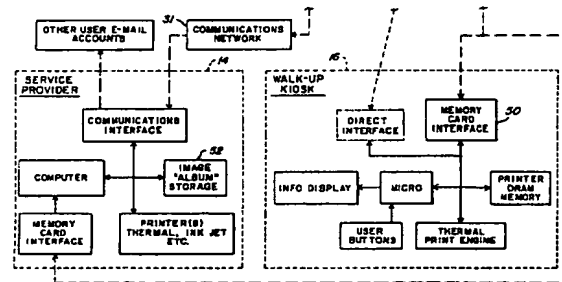 OTHER USER E-MAIL
ACCOUNTS
31
COMMUNICATIONS
NETWORK
14
SERVICE
PROVIDER
COMMUNICATIONS
INTERFACE
52
COMPUTER
IMAGE
"ALBUM"
STORAGE
MEMORY
CARD
INTERFACE
PRINTER(S)
THERMAL, INK JET
ETC.
16
WALK-UP
KIOSK
DIRECT
INTERFACE
MEMORY
CARD
INTERFACE
50
INFO DISPLAY
MICRO
PRINTER
DRAM
MEMORY
USER
BUTTONS
THERMAL
PRINT ENGINE